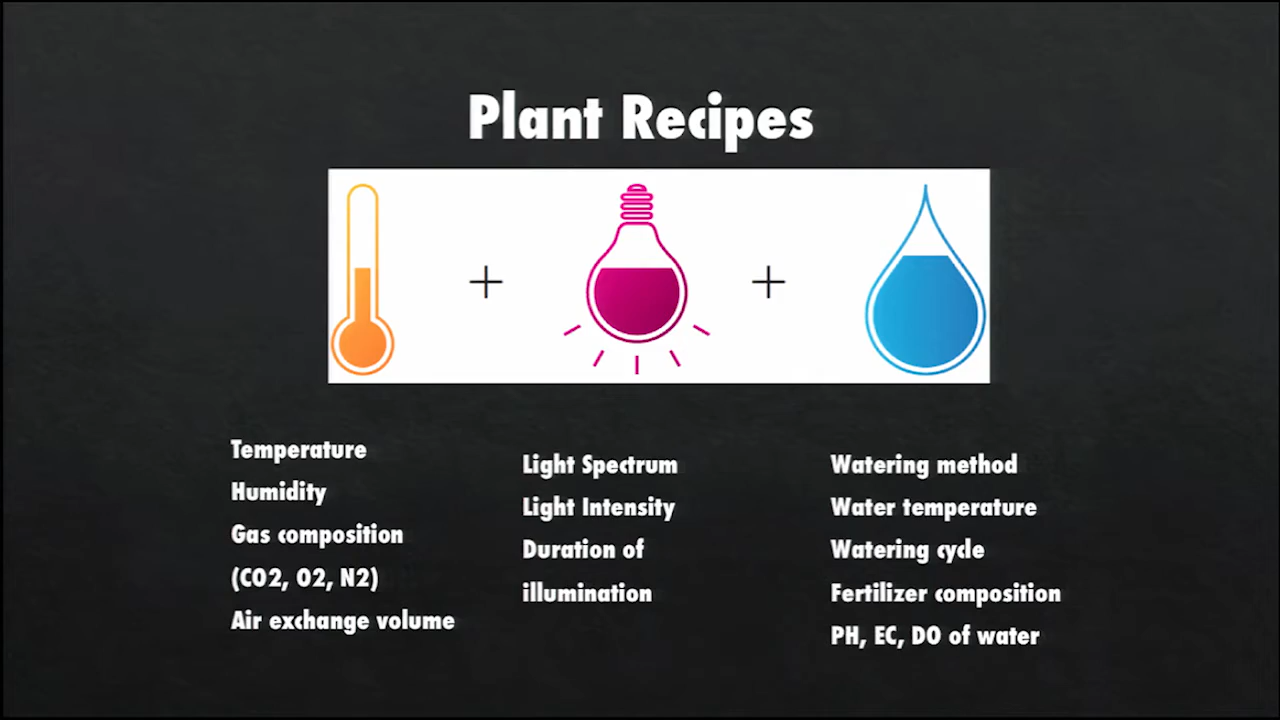 Plant Recipes
+
+
Temperature
Humidity
Gas composition
(CO2, O2, N2)
Air exchange volume
Light Spectrum
Light Intensity
Duration of
illumination
Watering method
Water temperature
Watering cycle
Fertilizer composition
PH, EC, DO of water